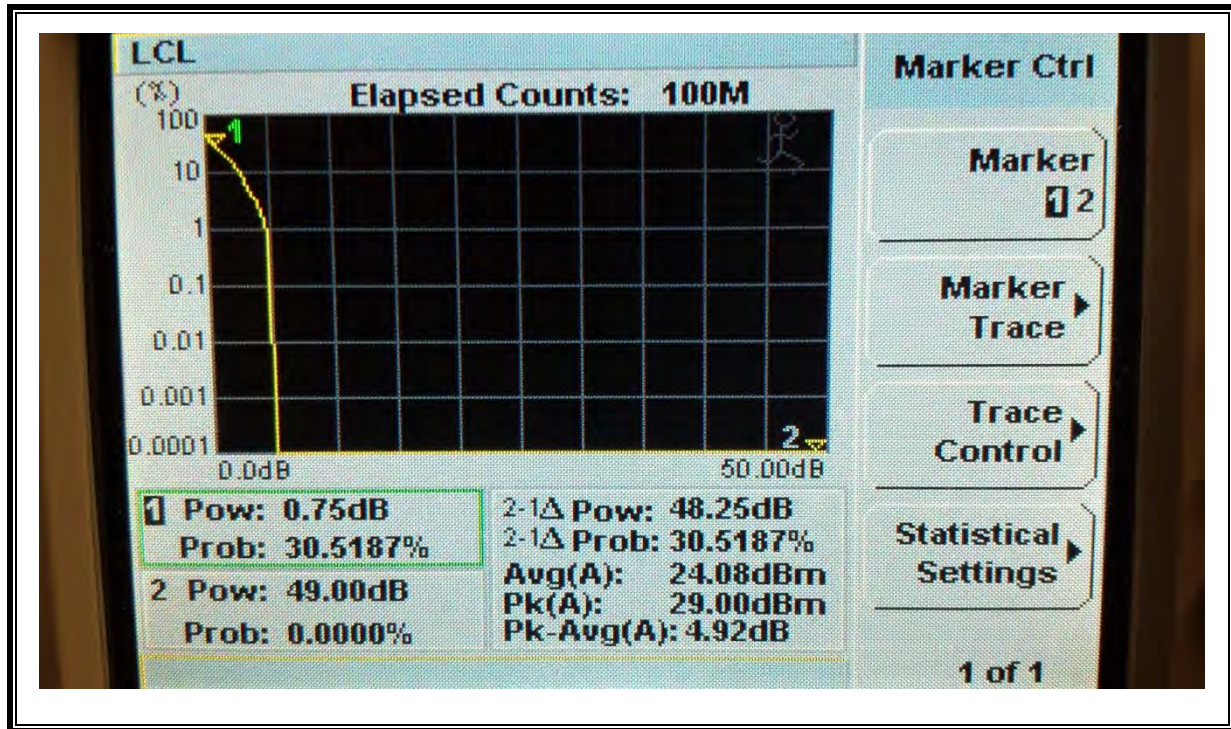 LCL
(%)
Elapsed Counts: 100M
100
1
10
1
0.1
0.01
0.001
0.0001
2
0.0dB
50.00dB
1 Pow: 0.75dB
Prob: 30.5187%
2 Pow: 49.00dB
Prob: 0.0000%
2-1Δ Pow: 48.25dB
2-1Δ Prob: 30.5187%
Avg(A): 24.08dBm
Pk(A): 29.00dBm
Pk-Avg(A): 4.92dB
Marker Ctrl
Marker
1 2
Marker
Trace
Trace
Control
Statistical
Settings
1 of 1